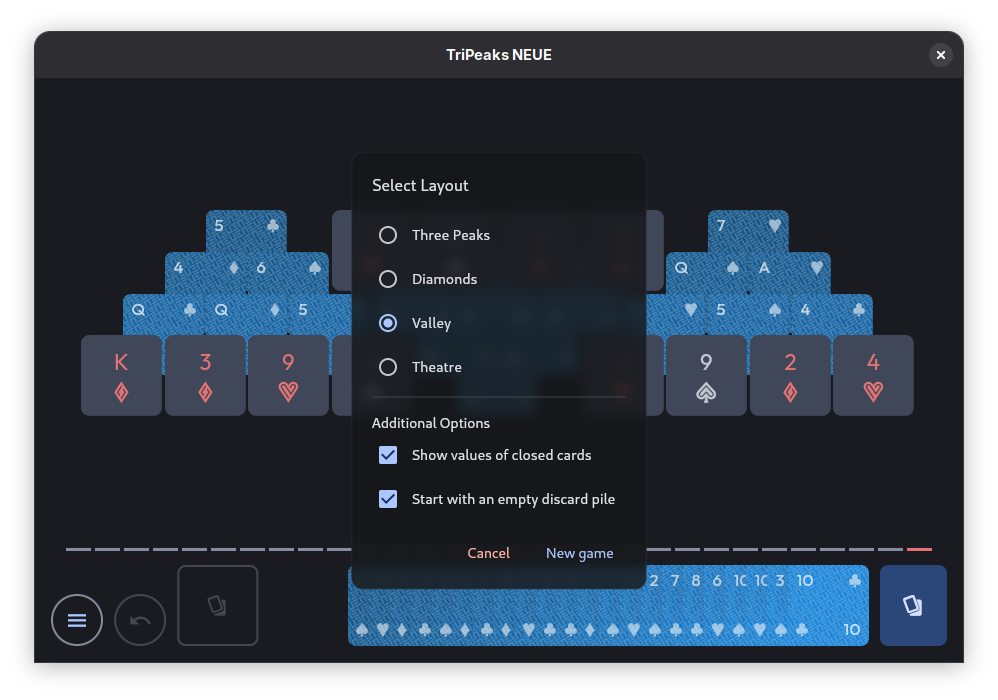 TriPeaks NEUE
Select Layout
Three Peaks
Diamonds
Valley
Theatre
Additional Options
Show values of closed cards
Start with an empty discard pile
Cancel New game
5 7
4 6 Q A
Q Q 5 5 4
K 3 9 9 2 4
2 7 8 6 10 10 3 10
10